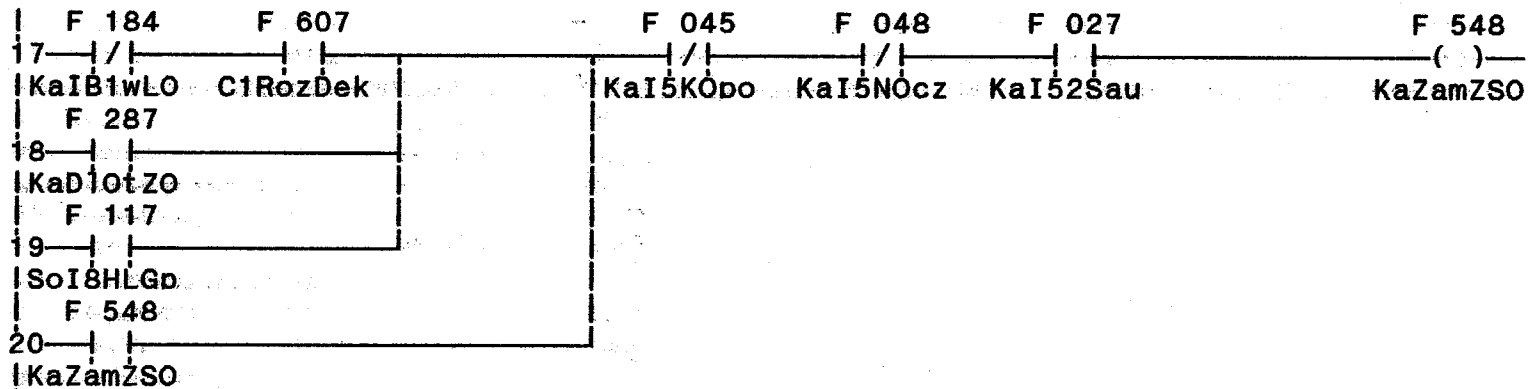 F 184 F 607 F 045 F 048 F 027 F 548
17
KaIB1wLO C1RozDek KaI5KOpo KaI5NOcz KaI52Sau KaZamZSO
F 287
18
KaD1OtZO
F 117
19
SoI8HLGp
F 548
20
KaZamZSO